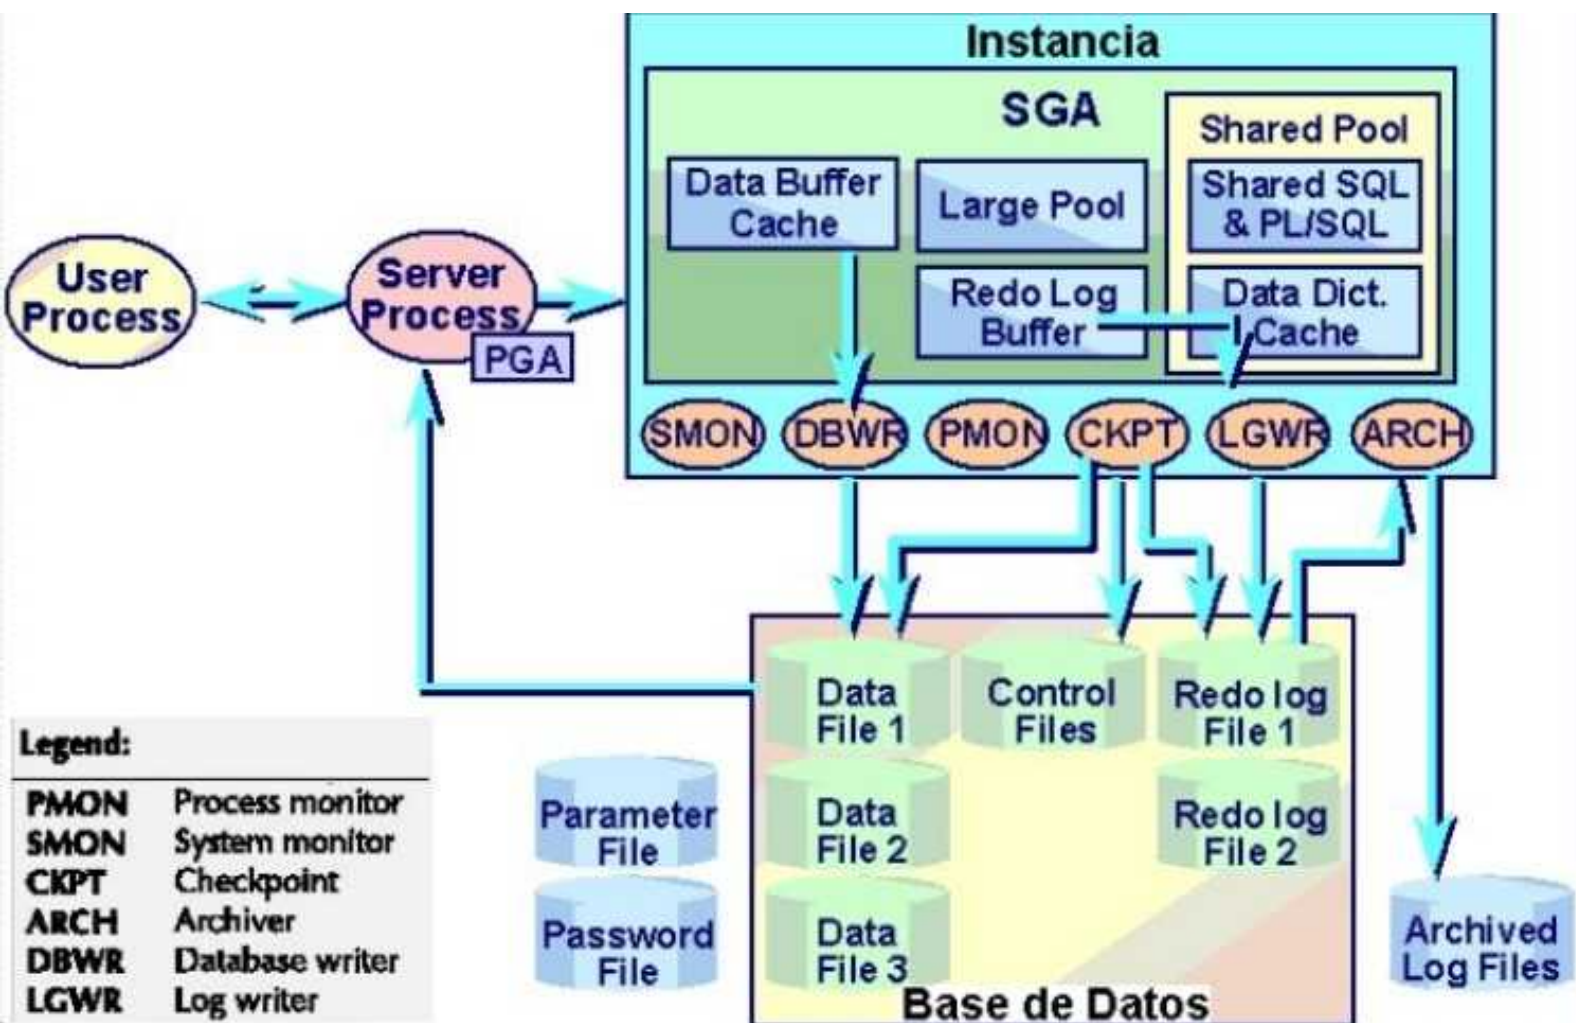 Instancia
SGA
Shared Pool
Data Buffer
Cache
Large Pool
Shared SQL
& PL/SQL
Redo Log
Buffer
Data Dict.
Cache
User
Process
Server
Process
PGA
SMON
DBWR
PMON
CKPT
LGWR
ARCH
Data
File 1
Control
Files
Redo log
File 1
Parameter
File
Data
File 2
Redo log
File 2
Password
File
Data
File 3
Archived
Log Files
Base de Datos
Legend:
PMON Process monitor
SMON System monitor
CKPT Checkpoint
ARCH Archiver
DBWR Database writer
LGWR Log writer